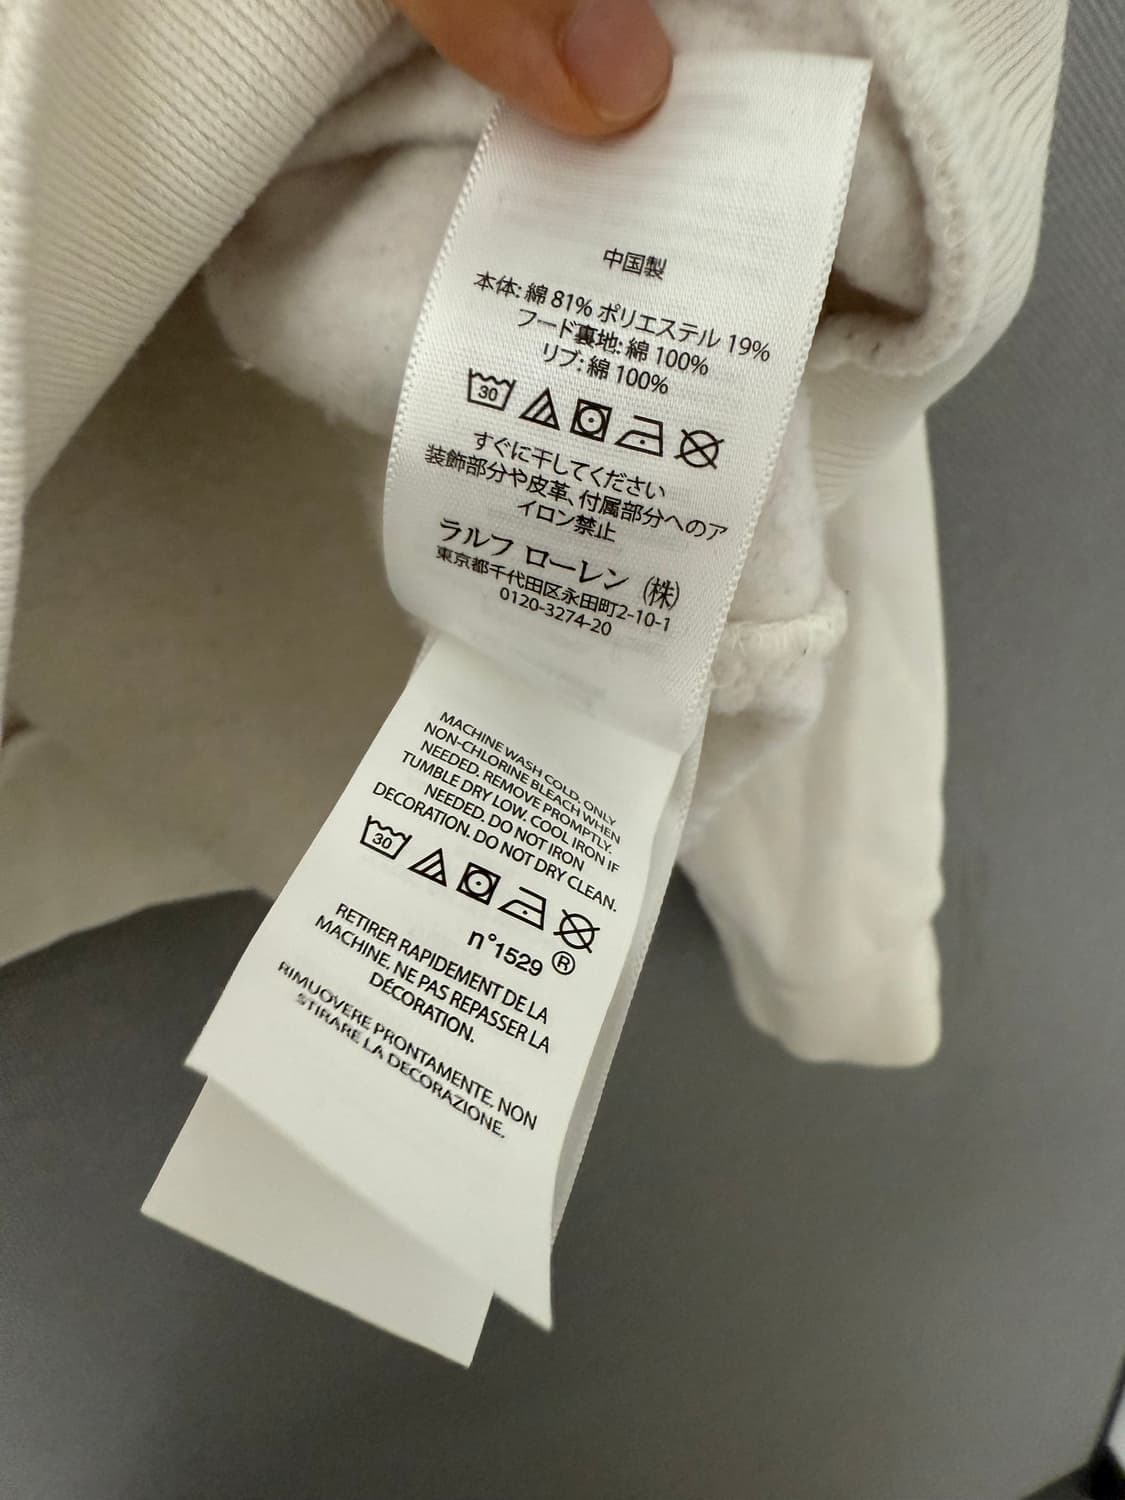 中国製
本体: 綿 81% ポリエステル 19%
フード裏地: 綿 100%
リブ: 綿 100%
30
すぐに干してください
装飾部分や皮革、付属部分へのア
イロン禁止
ラルフ ローレン (株)
東京都千代田区永田町2-10-1
0120-3274-20
MACHINE WASH COLD. ONLY
NON-CHLORINE BLEACH WHEN
NEEDED. REMOVE PROMPTLY.
TUMBLE DRY LOW. COOL IRON IF
NEEDED. DO NOT IRON
DECORATION. DO NOT DRY CLEAN.
30
n°1529 ®
RETIRER RAPIDEMENT DE LA
MACHINE. NE PAS REPASSER LA
DÉCORATION.
RIMUOVERE PRONTAMENTE. NON
STIRARE LA DECORAZIONE.